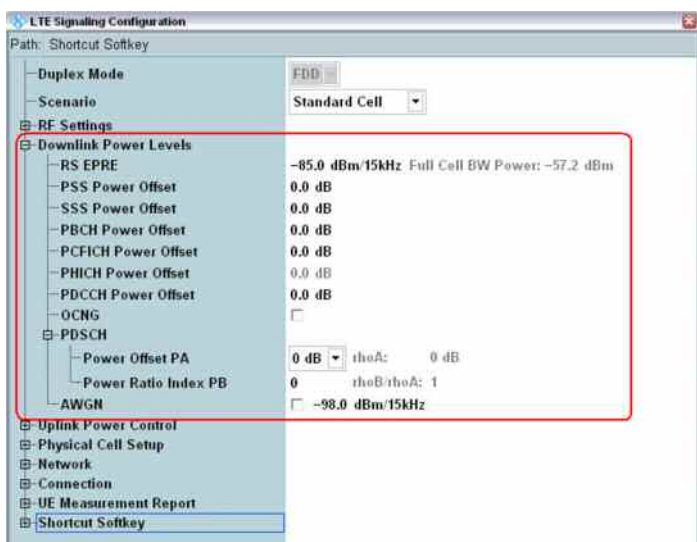 LTE Signaling Configuration
Path: Shortcut Softkey
Duplex Mode FDD
Scenario Standard Cell
RF Settings
Downlink Power Levels
RS EPRE -85.0 dBm/15kHz Full Cell BW Power: -57.2 dBm
PSS Power Offset 0.0 dB
SSS Power Offset 0.0 dB
PBCH Power Offset 0.0 dB
PCFICH Power Offset 0.0 dB
PHICH Power Offset 0.0 dB
PDCCH Power Offset 0.0 dB
OCNG
PDSCH
Power Offset PA 0 dB rhoA: 0 dB
Power Ratio Index PB 0 rhoB/rhoA: 1
AWGN -98.0 dBm/15kHz
Uplink Power Control
Physical Cell Setup
Network
Connection
UE Measurement Report
Shortcut Softkey